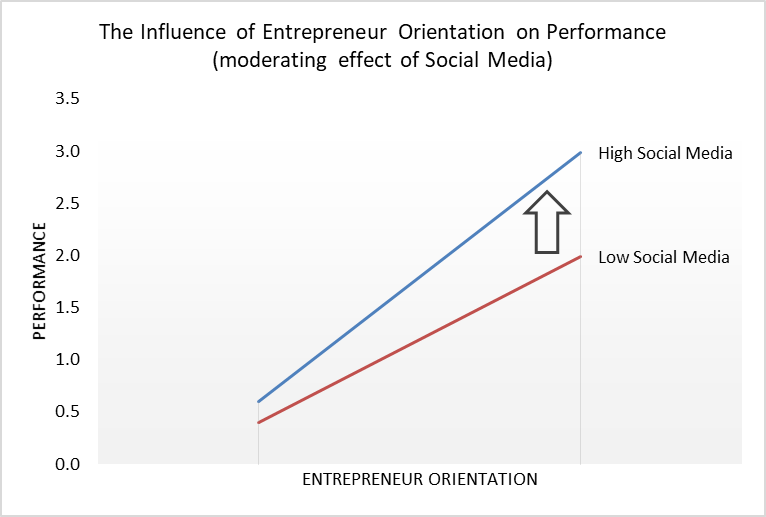 The Influence of Entrepreneur Orientation on Performance
(moderating effect of Social Media)
3.5
3.0
2.5
2.0
1.5
1.0
0.5
0.0
PERFORMANCE
High Social Media
Low Social Media
ENTREPRENEUR ORIENTATION